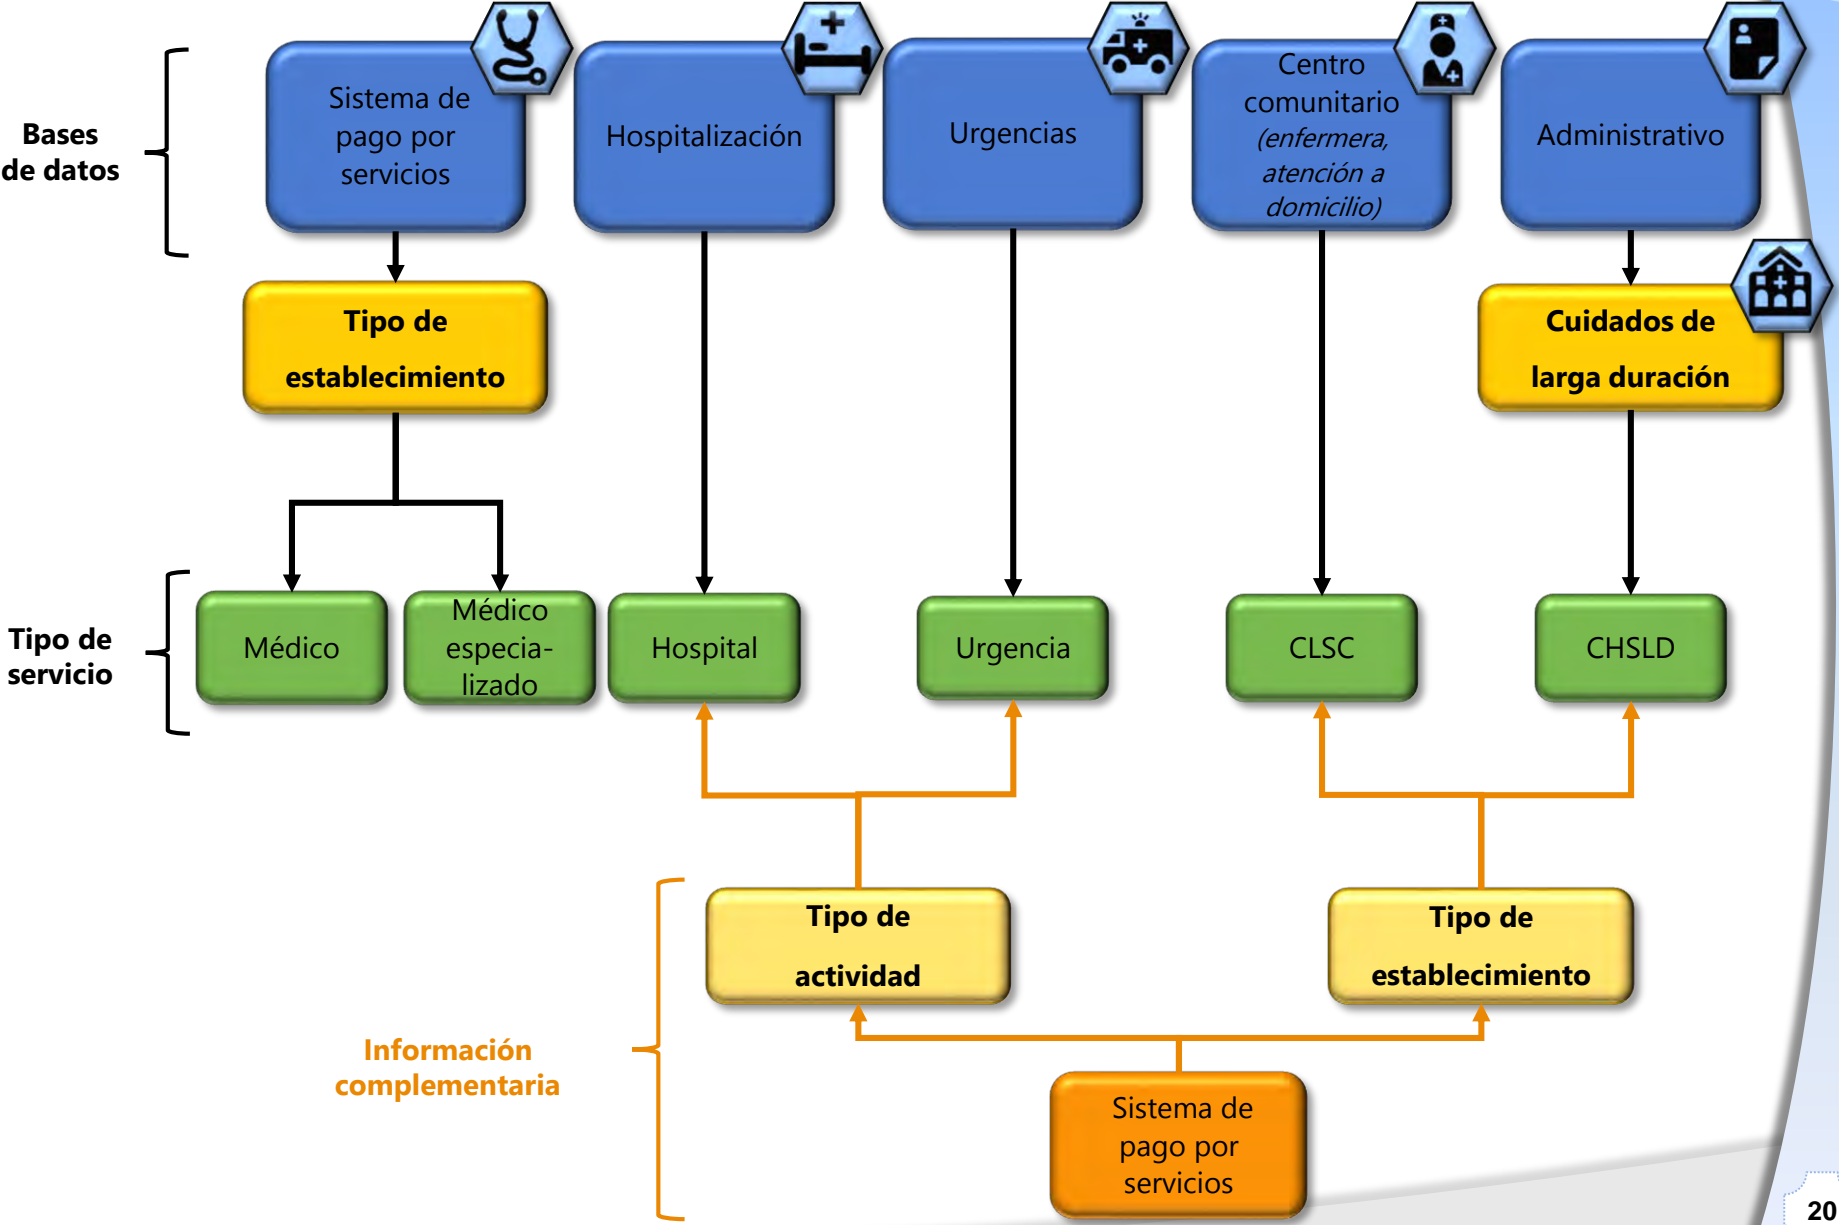 Bases
de datos
Sistema de
pago por
servicios
Hospitalización
Urgencias
Centro
comunitario
(enfermera,
atención a
domicilio)
Administrativo
Tipo de
establecimiento
Cuidados de
larga duración
Tipo de
servicio
Médico
Médico
especia-
lizado
Hospital
Urgencia
CLSC
CHSLD
Información
complementaria
Tipo de
actividad
Tipo de
establecimiento
Sistema de
pago por
servicios
20